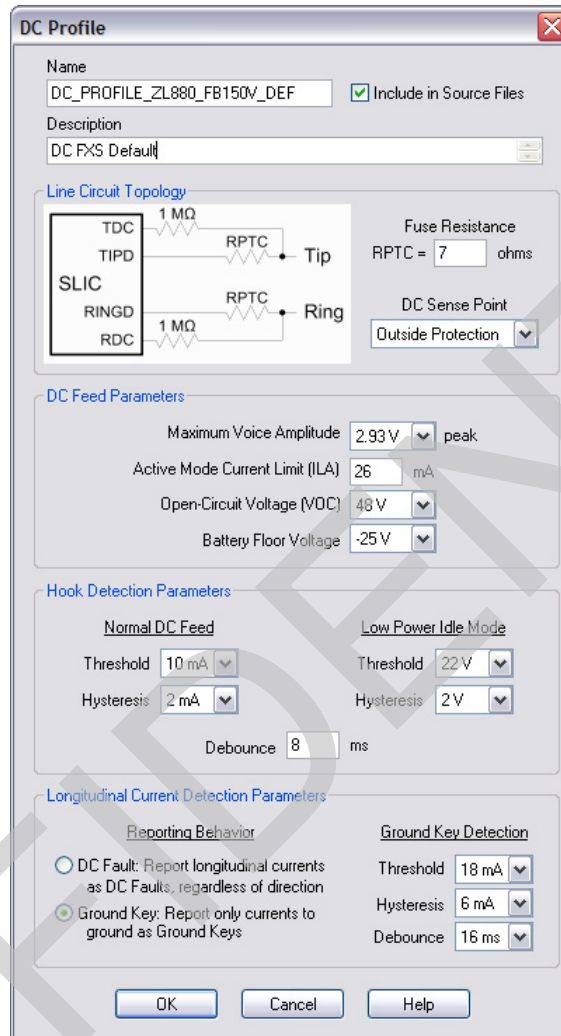 DC Profile
Name
DC_PROFILE_ZL880_FB150V_DEF
Include in Source Files
Description
DC FXS Default
Line Circuit Topology
TDC
1 MΩ
TIPD
RPTC
Tip
SLIC
RINGD
RPTC
Ring
RDC
1 MΩ
Fuse Resistance
RPTC = 7 ohms
DC Sense Point
Outside Protection
DC Feed Parameters
Maximum Voice Amplitude 2.93 V peak
Active Mode Current Limit (ILA) 26 mA
Open-Circuit Voltage (VOC) 48 V
Battery Floor Voltage -25 V
Hook Detection Parameters
Normal DC Feed
Threshold 10 mA
Hysteresis 2 mA
Low Power Idle Mode
Threshold 22 V
Hysteresis 2 V
Debounce 8 ms
Longitudinal Current Detection Parameters
Reporting Behavior
DC Fault: Report longitudinal currents
as DC Faults, regardless of direction
Ground Key: Report only currents to
ground as Ground Keys
Ground Key Detection
Threshold 18 mA
Hysteresis 6 mA
Debounce 16 ms
OK
Cancel
Help